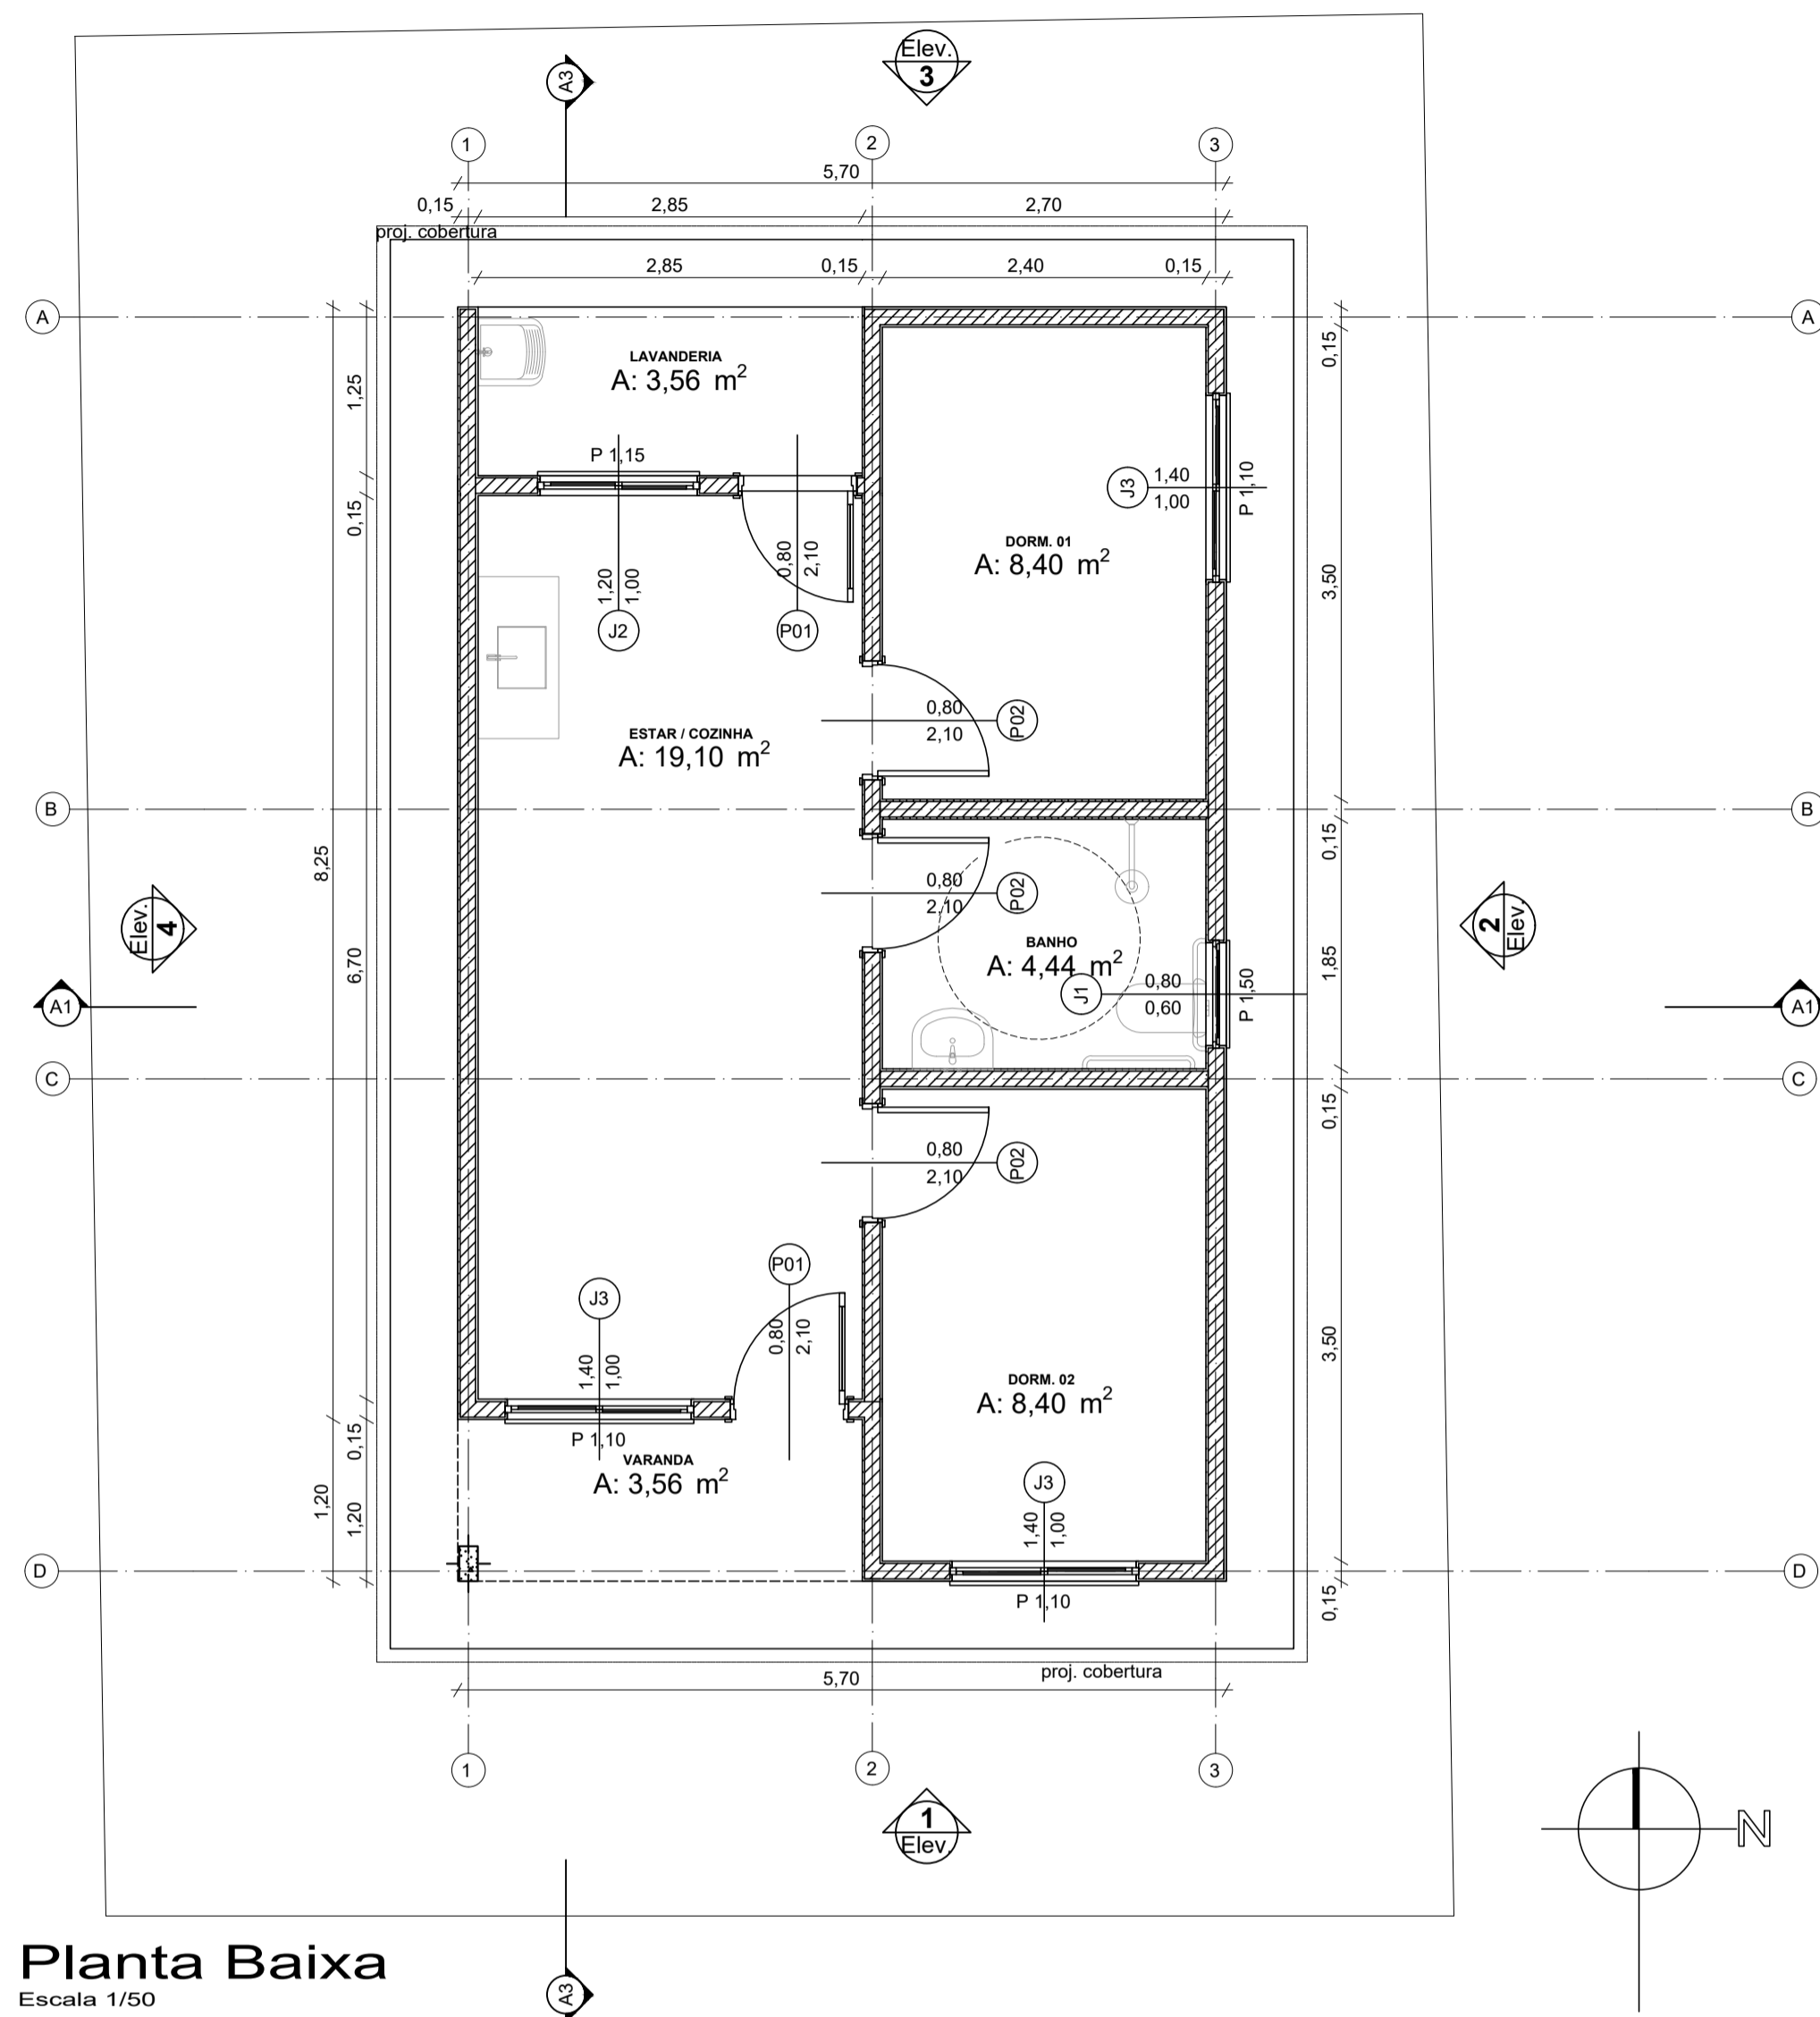 Elev.
3
A3
1
2
3
5,70
0,15
2,85
2,70
proj. cobertura
2,85
0,15
2,40
0,15
A
A
LAVANDERIA
A: 3,56 m²
0,15
1,25
P 1,15
J3
1,40
1,00
P 1,10
0,15
DORM. 01
A: 8,40 m²
0,80
2,10
1,20
1,00
3,50
J2
P01
0,80
2,10
P02
ESTAR / COZINHA
A: 19,10 m²
B
B
0,15
8,25
0,80
2,10
P02
Elev.
4
2
Elev.
BANHO
A: 4,44 m²
6,70
1,85
J1
0,80
0,60
P 1,50
A1
A1
C
C
0,15
0,80
2,10
P02
P01
J3
0,80
2,10
1,40
1,00
3,50
DORM. 02
A: 8,40 m²
P 1,10
0,15
VARANDA
A: 3,56 m²
J3
1,20
1,20
1,40
1,00
D
D
P 1,10
0,15
proj. cobertura
5,70
1
2
3
1
Elev.
N
Planta Baixa
Escala 1/50
A3